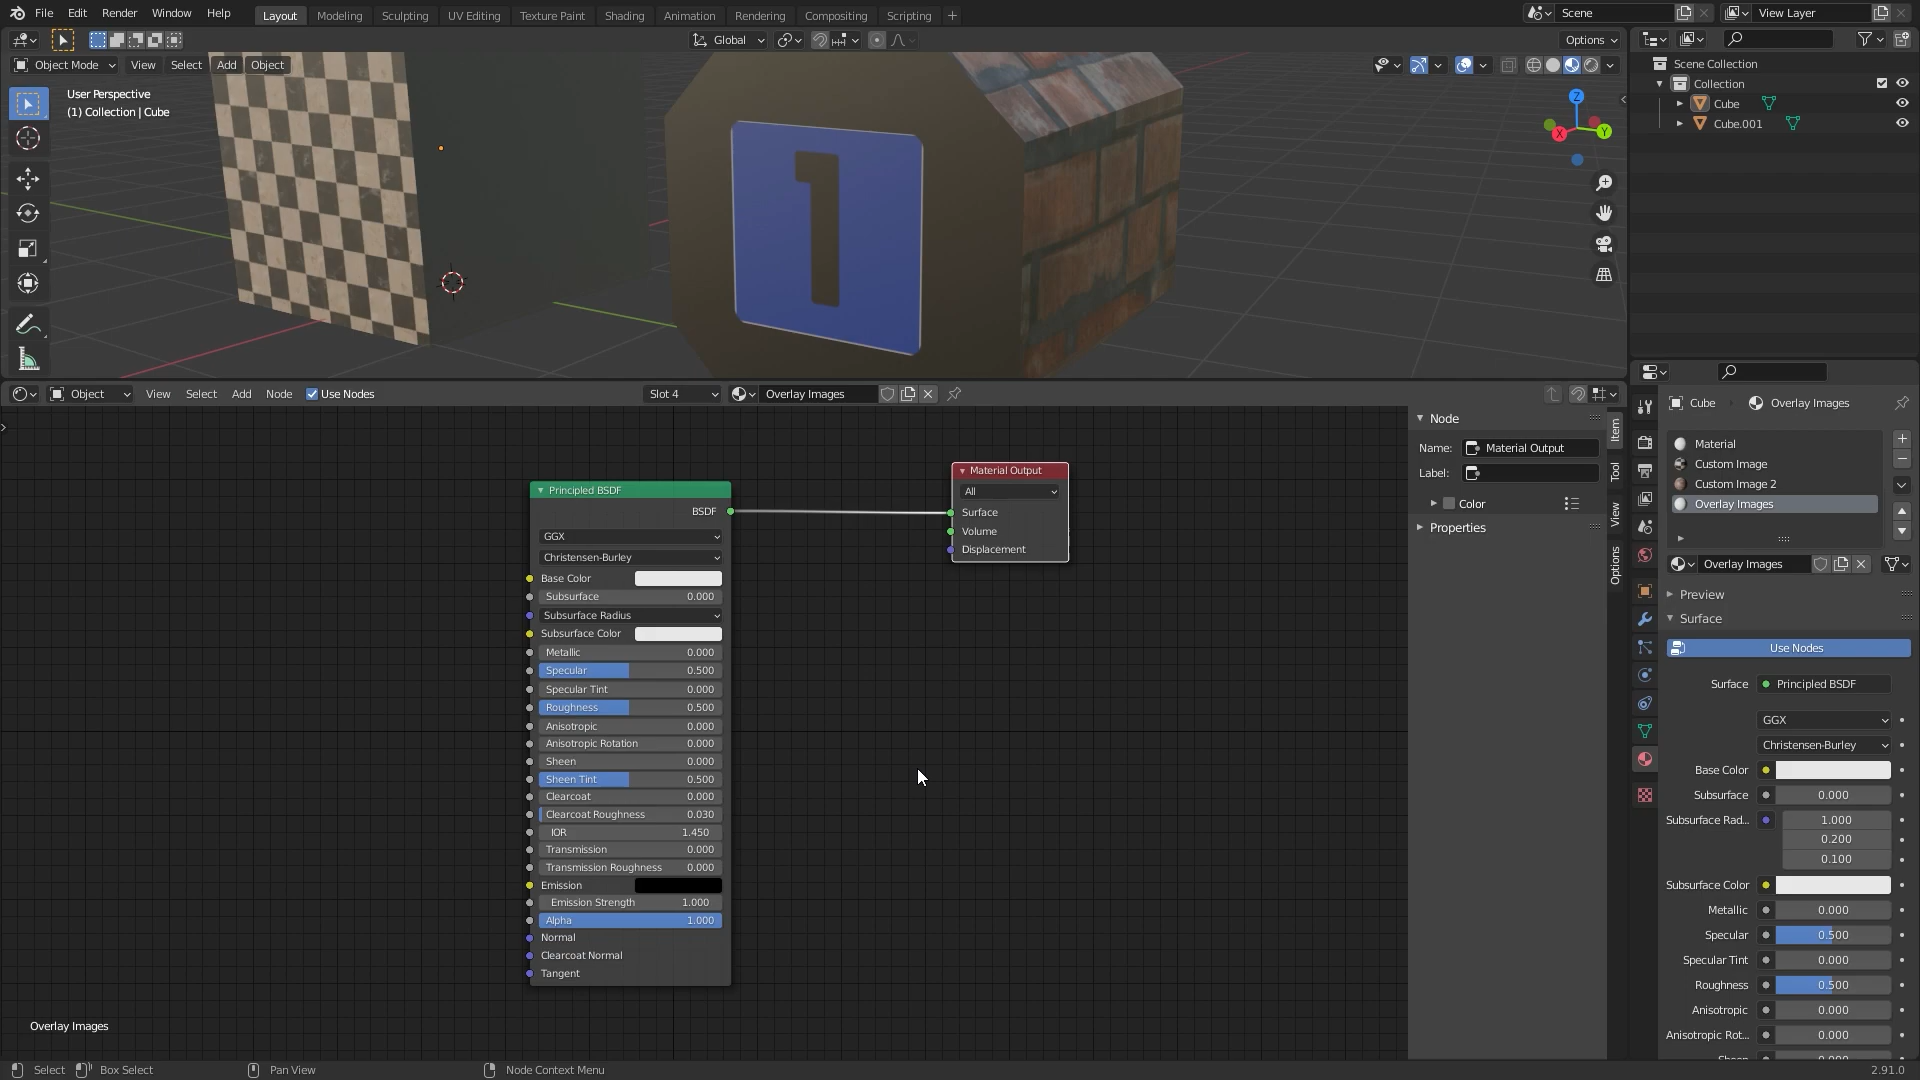 File Edit Render Window Help Layout Modeling Sculpting UV Editing Texture Paint Shading Animation Rendering Compositing Scripting + Scene View Layer
Global Options
Object Mode View Select Add Object
User Perspective
(1) Collection | Cube
1
Z
X Y
Scene Collection
Collection
Cube
Cube.001
Object View Select Add Node Use Nodes Slot 4 Overlay Images
Principled BSDF
BSDF
GGX
Christensen-Burley
Base Color
Subsurface 0.000
Subsurface Radius
Subsurface Color
Metallic 0.000
Specular 0.500
Specular Tint 0.000
Roughness 0.500
Anisotropic 0.000
Anisotropic Rotation 0.000
Sheen 0.000
Sheen Tint 0.500
Clearcoat 0.000
Clearcoat Roughness 0.030
IOR 1.450
Transmission 0.000
Transmission Roughness 0.000
Emission
Emission Strength 1.000
Alpha 1.000
Normal
Clearcoat Normal
Tangent
Material Output
All
Surface
Volume
Displacement
Node
Name: Material Output
Label:
Color
Properties
Item
Tool
View
Options
Cube Overlay Images
Material
Custom Image
Custom Image 2
Overlay Images
Overlay Images
Preview
Surface
Use Nodes
Surface Principled BSDF
GGX
Christensen-Burley
Base Color
Subsurface 0.000
Subsurface Rad... 1.000
0.200
0.100
Subsurface Color
Metallic 0.000
Specular 0.500
Specular Tint 0.000
Roughness 0.500
Anisotropic 0.000
Anisotropic Rot... 0.000
Overlay Images
Select Box Select Pan View Node Context Menu 2.91.0